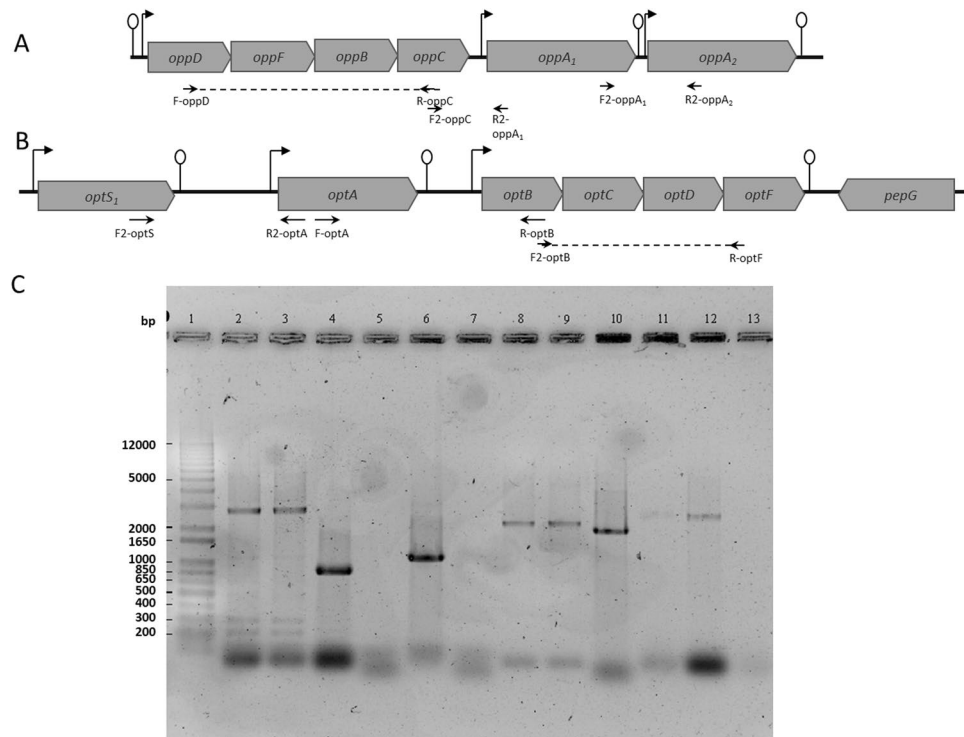 A
oppD oppF oppB oppC oppA₁ oppA₂
F-oppD R-oppC F2-oppA₁ R2-oppA₂
F2-oppC R2-
oppA₁
B
optS₁ optA optB optC optD optF pepG
F2-optS R2-optA F-optA R-optB
F2-optB R-optF
C
bp 1 2 3 4 5 6 7 8 9 10 11 12 13
12000
5000
2000
1650
1000
850
650
500
400
300
200